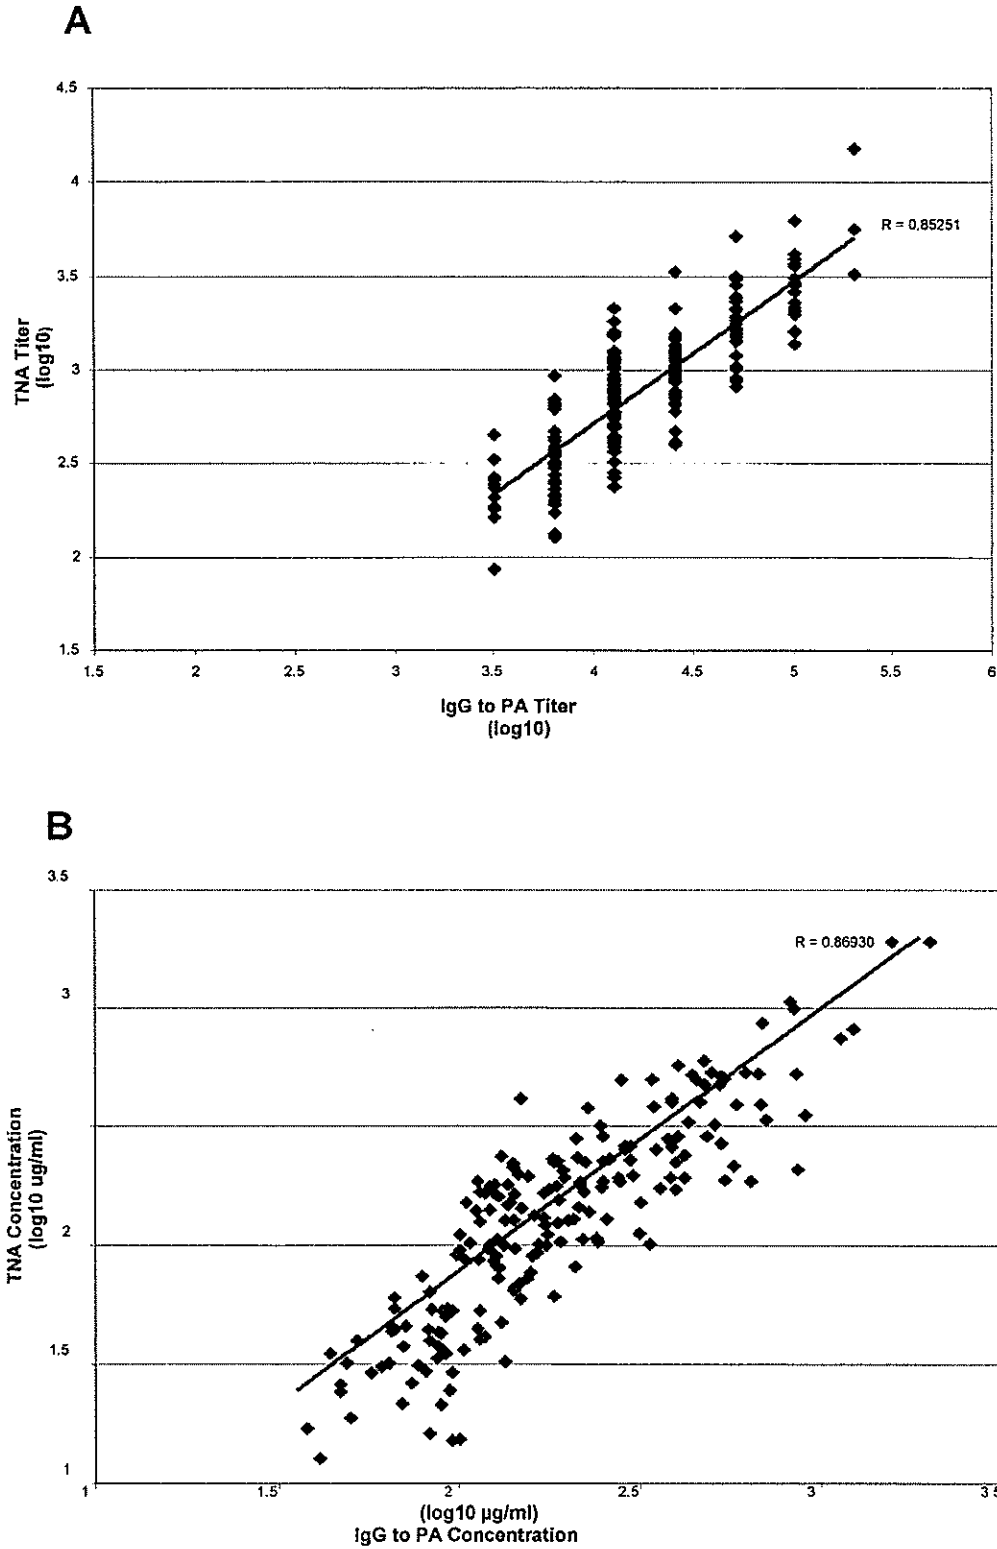 A
4.5
4
3.5
3
2.5
2
1.5
TNA Titer
(log10)
R = 0.85251
1.5 2 2.5 3 3.5 4 4.5 5 5.5 6
IgG to PA Titer
(log10)
B
3.5
3
2
1.5
1
TNA Concentration
(log10 ug/ml)
R = 0.86930
1 1.5 2 2.5 3 3.5
(log10 µg/ml)
IgG to PA Concentration